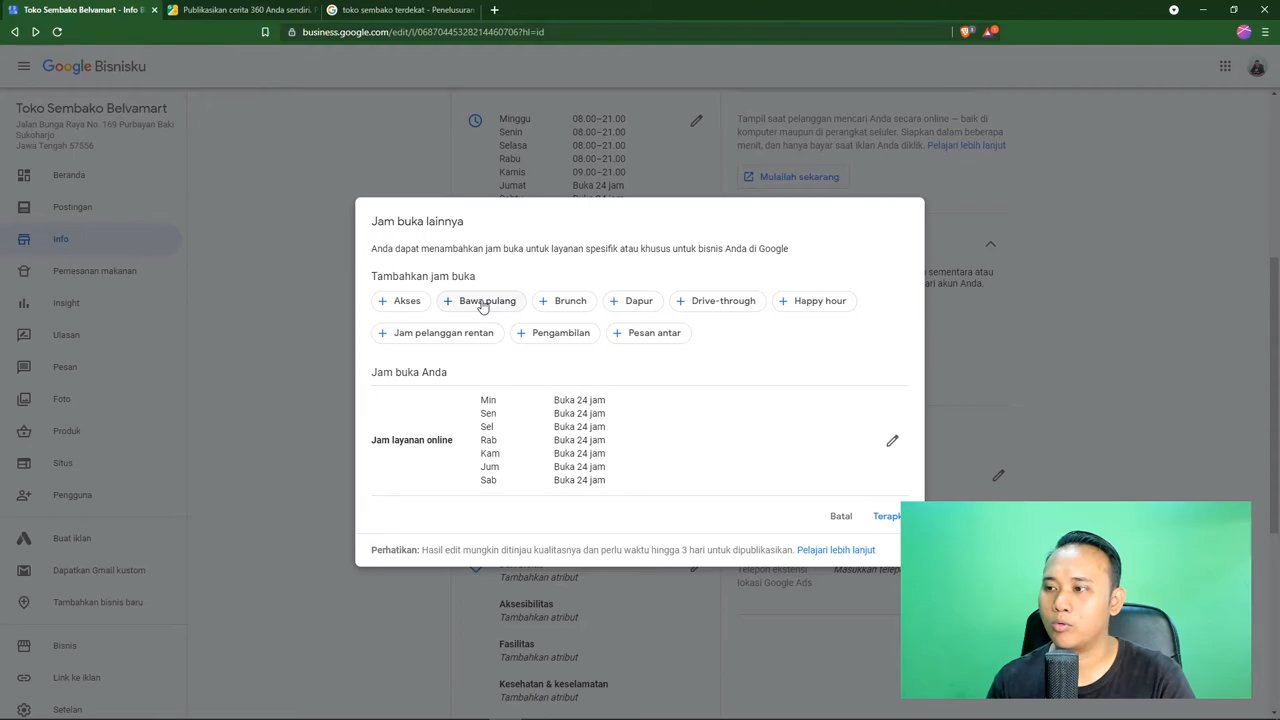 Toko Sembako Belvamart - Info B
Publikasikan cerita 360 Anda sendiri. P
toko sembako terdekat - Penelusuran
business.google.com/edit/l/06870445328214460706?hl=id
Google Bisnisku
Toko Sembako Belvamart
Jalan Bunga Raya No. 169 Purbayan Baki
Sukoharjo
Jawa Tengah 57556
Beranda
Postingan
Info
Pemesanan makanan
Insight
Ulasan
Pesan
Foto
Produk
Situs
Pengguna
Buat iklan
Dapatkan Gmail kustom
Tambahkan bisnis baru
Bisnis
Link ke iklan
Setelan
Minggu 08.00–21.00
Senin 08.00–21.00
Selasa 08.00–21.00
Rabu 08.00–21.00
Kamis 09.00–21.00
Jumat Buka 24 jam
Tampil saat pelanggan mencari Anda secara online — baik di
komputer maupun di perangkat seluler. Siapkan dalam beberapa
menit, dan hanya bayar saat iklan Anda diklik. Pelajari lebih lanjut
Mulailah sekarang
sementara atau
dari akun Anda.
Jam buka lainnya
Anda dapat menambahkan jam buka untuk layanan spesifik atau khusus untuk bisnis Anda di Google
Tambahkan jam buka
+ Akses + Bawa pulang + Brunch + Dapur + Drive-through + Happy hour
+ Jam pelanggan rentan + Pengambilan + Pesan antar
Jam buka Anda
Jam layanan online
Min Buka 24 jam
Sen Buka 24 jam
Sel Buka 24 jam
Rab Buka 24 jam
Kam Buka 24 jam
Jum Buka 24 jam
Sab Buka 24 jam
Batal Terapk
Perhatikan: Hasil edit mungkin ditinjau kualitasnya dan perlu waktu hingga 3 hari untuk dipublikasikan. Pelajari lebih lanjut
Tambahkan atribut
Aksesibilitas
Tambahkan atribut
Fasilitas
Tambahkan atribut
Kesehatan & keselamatan
Tambahkan atribut
Telepon ekstensi
lokasi Google Ads